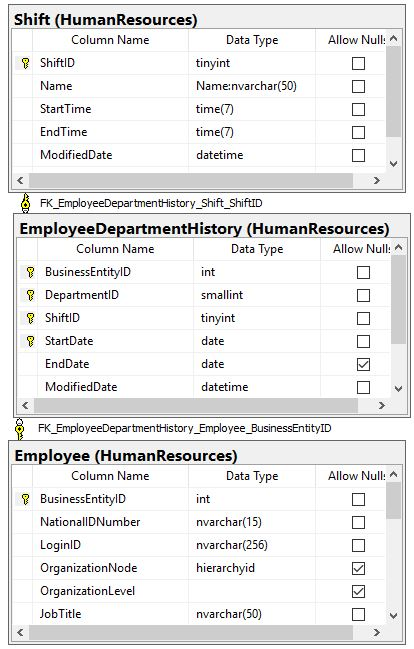 Shift (HumanResources)
Column Name Data Type Allow Nulls
ShiftID tinyint
Name Name:nvarchar(50)
StartTime time(7)
EndTime time(7)
ModifiedDate datetime
FK_EmployeeDepartmentHistory_Shift_ShiftID
EmployeeDepartmentHistory (HumanResources)
Column Name Data Type Allow Nulls
BusinessEntityID int
DepartmentID smallint
ShiftID tinyint
StartDate date
EndDate date
ModifiedDate datetime
FK_EmployeeDepartmentHistory_Employee_BusinessEntityID
Employee (HumanResources)
Column Name Data Type Allow Nulls
BusinessEntityID int
NationalIDNumber nvarchar(15)
LoginID nvarchar(256)
OrganizationNode hierarchyid
OrganizationLevel
JobTitle nvarchar(50)